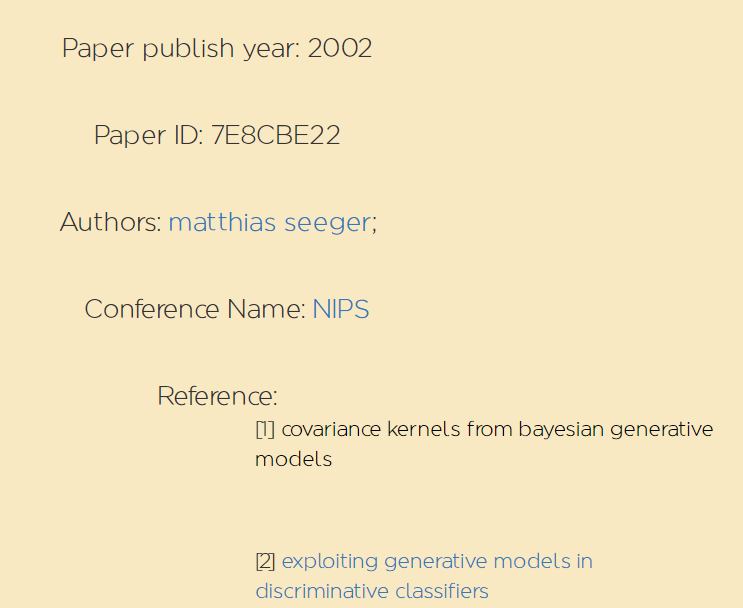 Paper publish year: 2002
Paper ID: 7E8CBE22
Authors: matthias seeger;
Conference Name: NIPS
Reference:
[1] covariance kernels from bayesian generative
models
[2] exploiting generative models in
discriminative classifiers